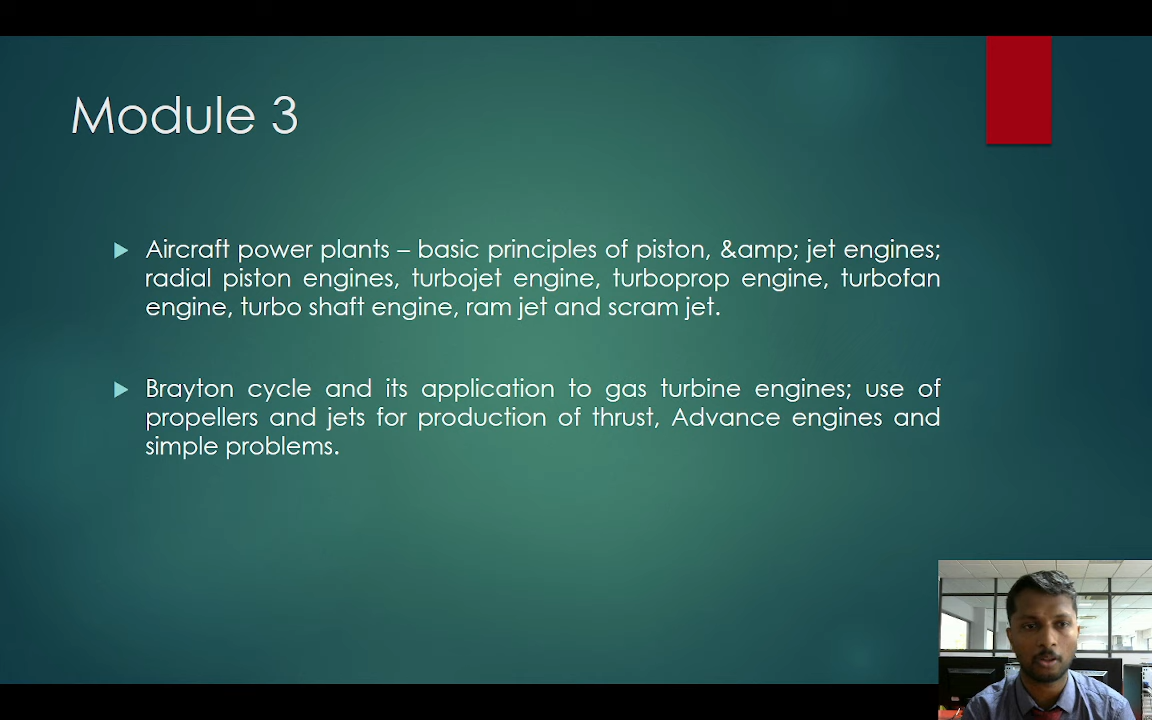 Module 3
Aircraft power plants – basic principles of piston, &amp; jet engines;
radial piston engines, turbojet engine, turboprop engine, turbofan
engine, turbo shaft engine, ram jet and scram jet.
Brayton cycle and its application to gas turbine engines; use of
propellers and jets for production of thrust, Advance engines and
simple problems.